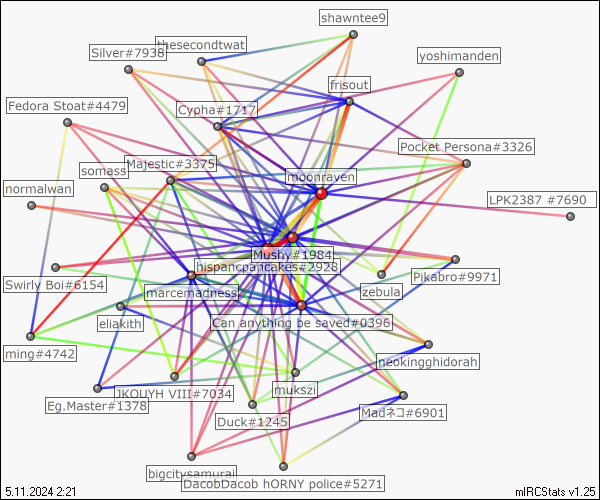 shawntee9
thesecondtwat
Silver#7938
yoshimanden
frisout
Fedora Stoat#4479
Cypha#1717
Pocket Persona#3326
somass
Majestic#3375
moonraven
normalwan
LPK2387 #7690
Mushy#1984
hispancpancakes#2928
Pikabro#9971
Swirly Boi#6154
marcemadness
zebula
eliakith
Can anything be saved#0396
ming#4742
neokingghidorah
JKOUYH VIII#7034
mukszi
Eg.Master#1378
Duck#1245
Madネコ#6901
bigcitysamurai
DacobDacob hORNY police#5271
5.11.2024 2:21
mIRCStats v1.25